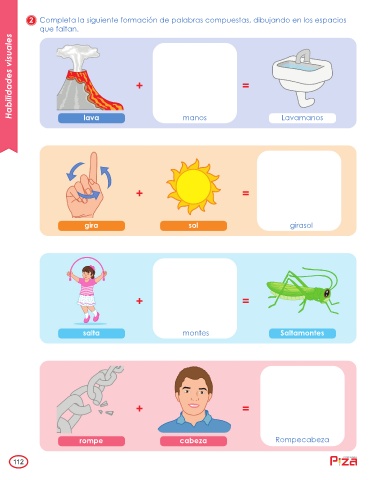 2 Completa la siguiente formación de palabras compuestas, dibujando en los espacios
que faltan.
Habilidades visuales
+ =
lava manos Lavamanos
+ =
gira sol girasol
+ =
salta montes Saltamontes
+ =
rompe cabeza Rompecabeza
112